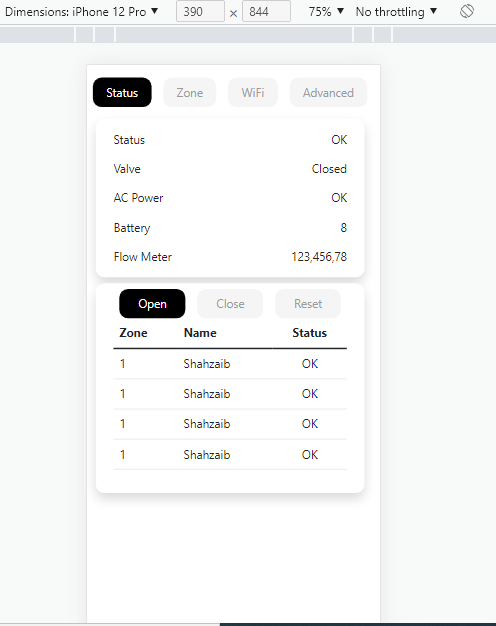 Dimensions: iPhone 12 Pro ▼ 390 × 844 75% ▼ No throttling ▼
Status Zone WiFi Advanced
Status OK
Valve Closed
AC Power OK
Battery 8
Flow Meter 123,456,78
Open Close Reset
Zone Name Status
1 Shahzaib OK
1 Shahzaib OK
1 Shahzaib OK
1 Shahzaib OK